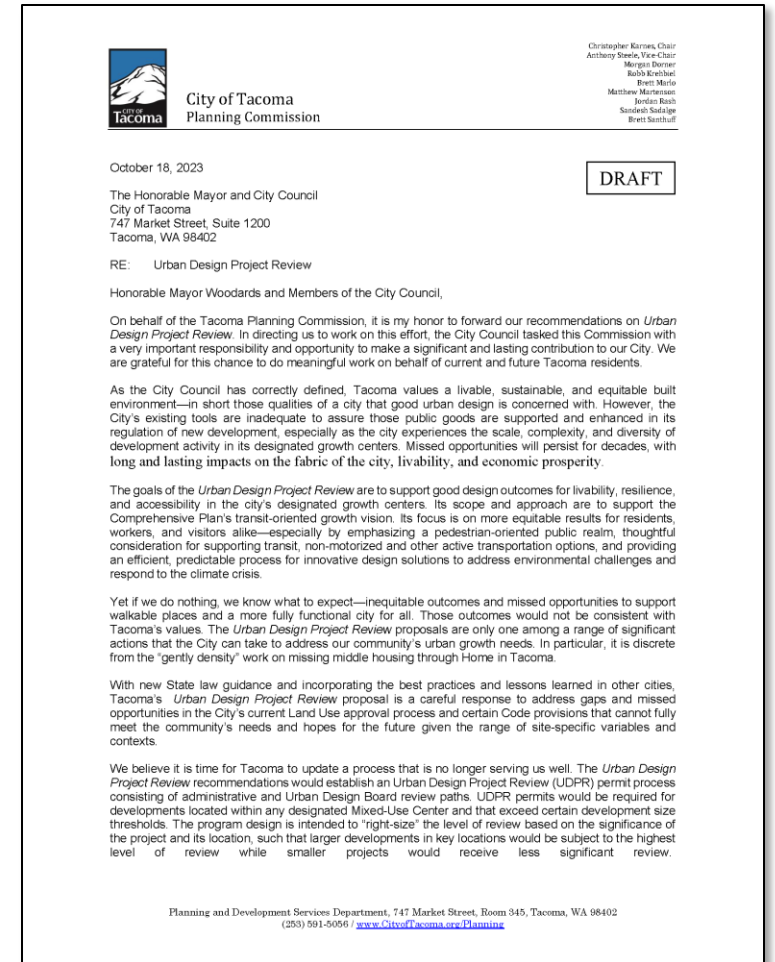 Christopher Karnes, Chair
Anthony Steele, Vice-Chair
Morgan Dorner
Robb Krehbiel
Brett Marlo
Matthew Martenson
Jordan Rash
Sandesh Sadalge
Brett Santhuff
CITY OF
Tacoma
City of Tacoma
Planning Commission
October 18, 2023
DRAFT
The Honorable Mayor and City Council
City of Tacoma
747 Market Street, Suite 1200
Tacoma, WA 98402
RE: Urban Design Project Review
Honorable Mayor Woodards and Members of the City Council,
On behalf of the Tacoma Planning Commission, it is my honor to forward our recommendations on Urban
Design Project Review. In directing us to work on this effort, the City Council tasked this Commission with
a very important responsibility and opportunity to make a significant and lasting contribution to our City. We
are grateful for this chance to do meaningful work on behalf of current and future Tacoma residents.
As the City Council has correctly defined, Tacoma values a livable, sustainable, and equitable built
environment—in short those qualities of a city that good urban design is concerned with. However, the
City's existing tools are inadequate to assure those public goods are supported and enhanced in its
regulation of new development, especially as the city experiences the scale, complexity, and diversity of
development activity in its designated growth centers. Missed opportunities will persist for decades, with
long and lasting impacts on the fabric of the city, livability, and economic prosperity.
The goals of the Urban Design Project Review are to support good design outcomes for livability, resilience,
and accessibility in the city's designated growth centers. Its scope and approach are to support the
Comprehensive Plan's transit-oriented growth vision. Its focus is on more equitable results for residents,
workers, and visitors alike—especially by emphasizing a pedestrian-oriented public realm, thoughtful
consideration for supporting transit, non-motorized and other active transportation options, and providing
an efficient, predictable process for innovative design solutions to address environmental challenges and
respond to the climate crisis.
Yet if we do nothing, we know what to expect—inequitable outcomes and missed opportunities to support
walkable places and a more fully functional city for all. Those outcomes would not be consistent with
Tacoma's values. The Urban Design Project Review proposals are only one among a range of significant
actions that the City can take to address our community's urban growth needs. In particular, it is discrete
from the "gently density" work on missing middle housing through Home in Tacoma.
With new State law guidance and incorporating the best practices and lessons learned in other cities,
Tacoma's Urban Design Project Review proposal is a careful response to address gaps and missed
opportunities in the City's current Land Use approval process and certain Code provisions that cannot fully
meet the community's needs and hopes for the future given the range of site-specific variables and
contexts.
We believe it is time for Tacoma to update a process that is no longer serving us well. The Urban Design
Project Review recommendations would establish an Urban Design Project Review (UDPR) permit process
consisting of administrative and Urban Design Board review paths. UDPR permits would be required for
developments located within any designated Mixed-Use Center and that exceed certain development size
thresholds. The program design is intended to "right-size" the level of review based on the significance of
the project and its location, such that larger developments in key locations would be subject to the highest
level of review while smaller projects would receive less significant review.
Planning and Development Services Department, 747 Market Street, Room 345, Tacoma, WA 98402
(253) 591-5056 / www.CityofTacoma.org/Planning